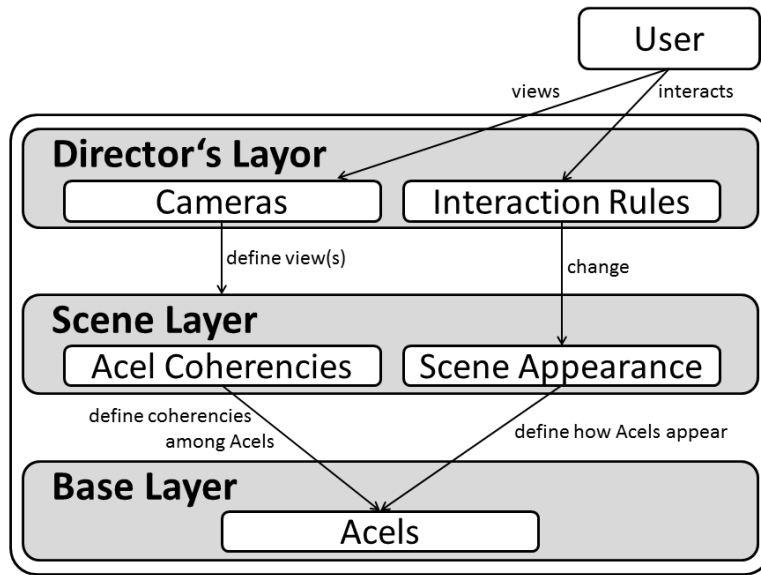 User
views
interacts
Director‘s Layor
Cameras
Interaction Rules
define view(s)
change
Scene Layer
Acel Coherencies
Scene Appearance
define coherencies
among Acels
define how Acels appear
Base Layer
Acels